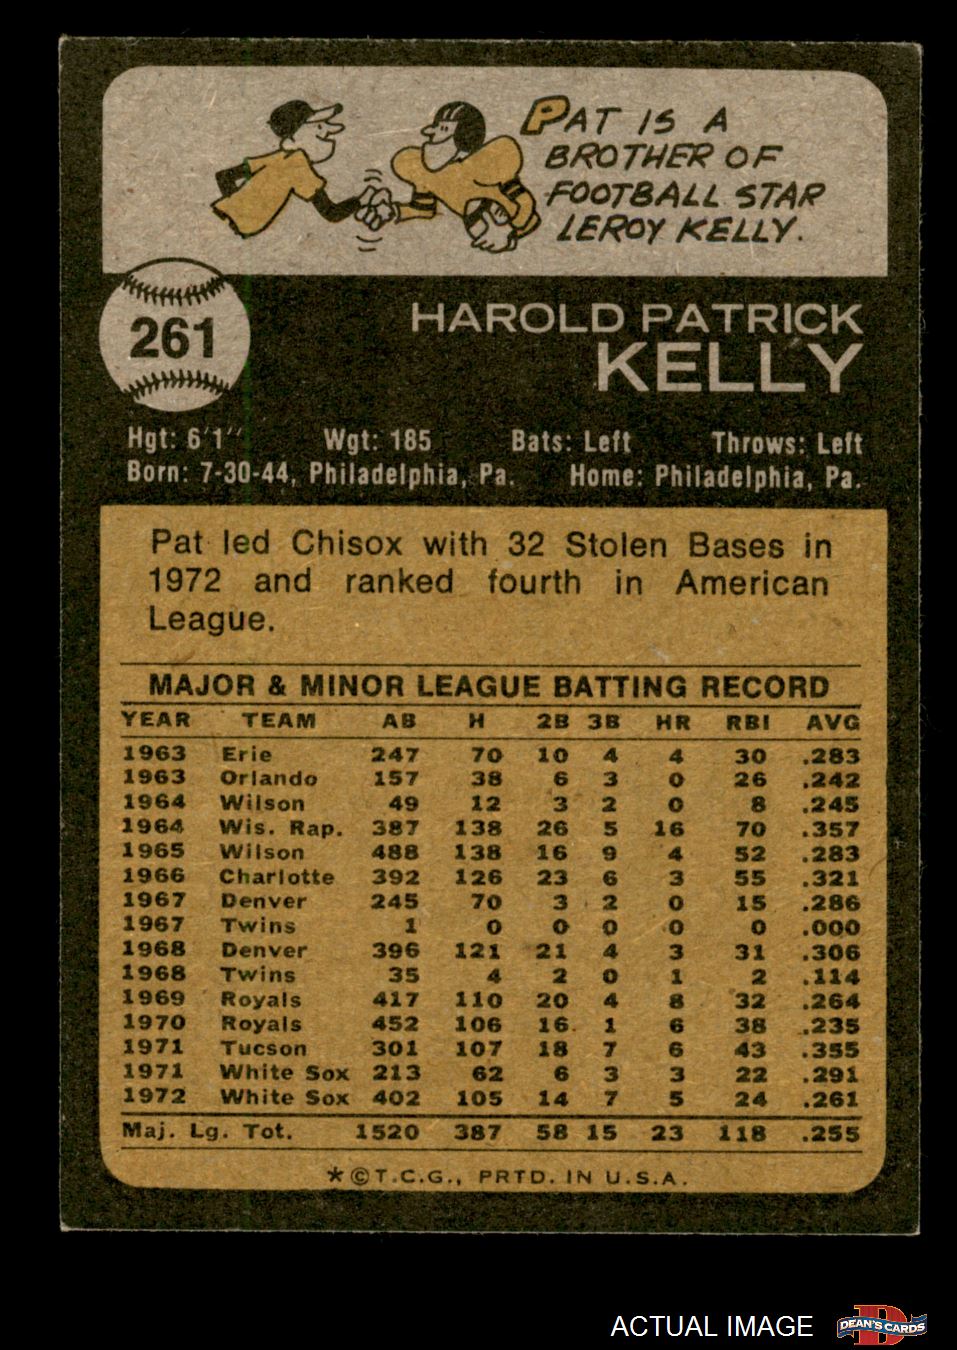 PAT IS A
BROTHER OF
FOOTBALL STAR
LEROY KELLY.
261
HAROLD PATRICK
KELLY
Hgt: 6'1" Wgt: 185 Bats: Left Throws: Left
Born: 7-30-44, Philadelphia, Pa. Home: Philadelphia, Pa.
Pat led Chisox with 32 Stolen Bases in
1972 and ranked fourth in American
League.
MAJOR & MINOR LEAGUE BATTING RECORD
YEAR TEAM AB H 2B 3B HR RBI AVG
1963 Erie 247 70 10 4 4 30 .283
1963 Orlando 157 38 6 3 0 26 .242
1964 Wilson 49 12 3 2 0 8 .245
1964 Wis. Rap. 387 138 26 5 16 70 .357
1965 Wilson 488 138 16 9 4 52 .283
1966 Charlotte 392 126 23 6 3 55 .321
1967 Denver 245 70 3 2 0 15 .286
1967 Twins 1 0 0 0 0 0 .000
1968 Denver 396 121 21 4 3 31 .306
1968 Twins 35 4 2 0 1 2 .114
1969 Royals 417 110 20 4 8 32 .264
1970 Royals 452 106 16 1 6 38 .235
1971 Tucson 301 107 18 7 6 43 .355
1971 White Sox 213 62 6 3 3 22 .291
1972 White Sox 402 105 14 7 5 24 .261
Maj. Lg. Tot. 1520 387 58 15 23 118 .255
*©T.C.G., PRTD. IN U.S.A.
ACTUAL IMAGE
DEAN'S CARDS